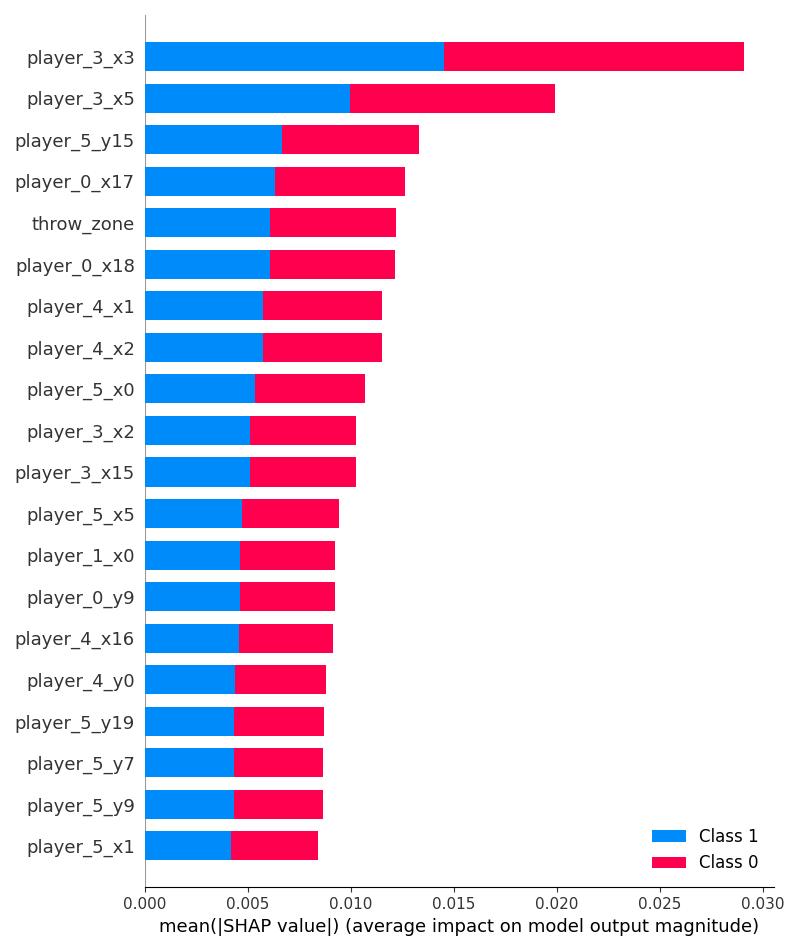 player_3_x3
player_3_x5
player_5_y15
player_0_x17
throw_zone
player_0_x18
player_4_x1
player_4_x2
player_5_x0
player_3_x2
player_3_x15
player_5_x5
player_1_x0
player_0_y9
player_4_x16
player_4_y0
player_5_y19
player_5_y7
player_5_y9
player_5_x1
Class 1
Class 0
0.000 0.005 0.010 0.015 0.020 0.025 0.030
mean(|SHAP value|) (average impact on model output magnitude)